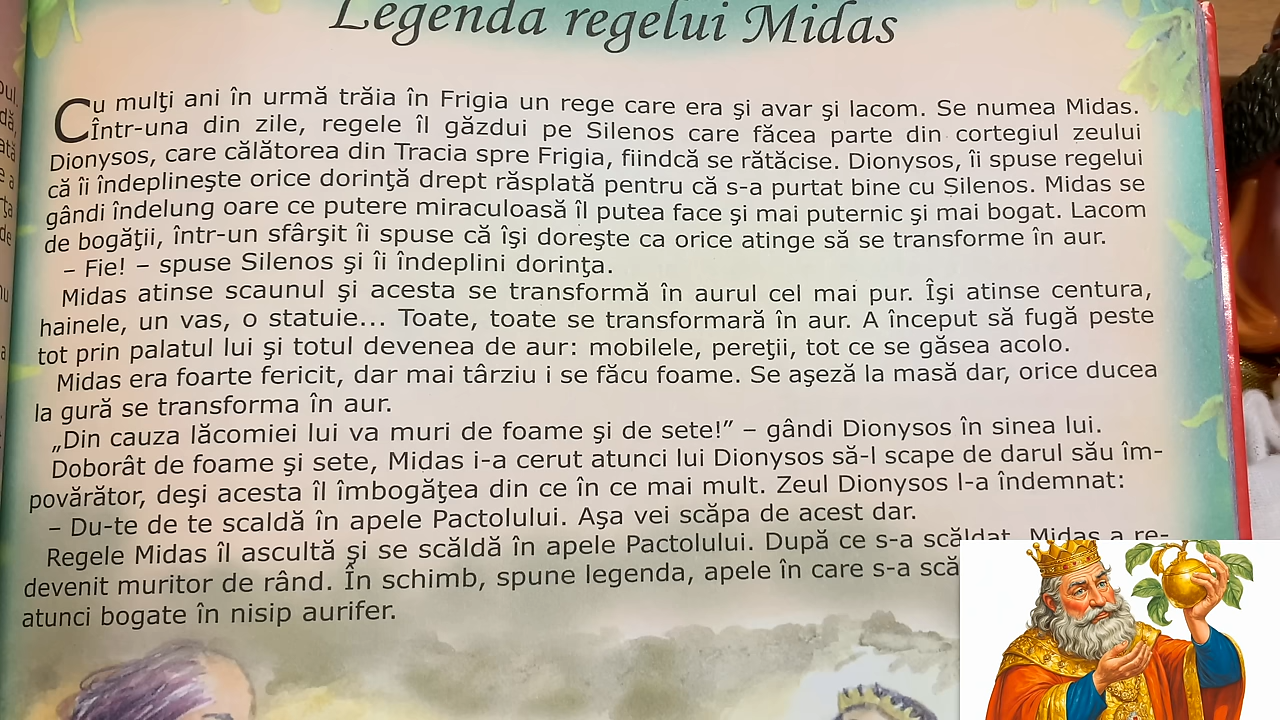 Legenda regelui Midas
Cu mulţi ani în urmă trăia în Frigia un rege care era şi avar şi lacom. Se numea Midas.
Într-una din zile, regele îl găzdui pe Silenos care făcea parte din cortegiul zeului
Dionysos, care călătorea din Tracia spre Frigia, fiindcă se rătăcise. Dionysos, îi spuse regelui
că îi îndeplineşte orice dorinţă drept răsplată pentru că s-a purtat bine cu Silenos. Midas se
gândi îndelung oare ce putere miraculoasă îl putea face şi mai puternic şi mai bogat. Lacom
de bogăţii, într-un sfârşit îi spuse că îşi doreşte ca orice atinge să se transforme în aur.
– Fie! – spuse Silenos şi îi îndeplini dorinţa.
Midas atinse scaunul şi acesta se transformă în aurul cel mai pur. Îşi atinse centura,
hainele, un vas, o statuie... Toate, toate se transformară în aur. A început să fugă peste
tot prin palatul lui şi totul devenea de aur: mobilele, pereţii, tot ce se găsea acolo.
Midas era foarte fericit, dar mai târziu i se făcu foame. Se aşeză la masă dar, orice ducea
la gură se transforma în aur.
„Din cauza lăcomiei lui va muri de foame şi de sete!” – gândi Dionysos în sinea lui.
Doborât de foame şi sete, Midas i-a cerut atunci lui Dionysos să-l scape de darul său îm-
povărător, deşi acesta îl îmbogăţea din ce în ce mai mult. Zeul Dionysos l-a îndemnat:
– Du-te de te scaldă în apele Pactolului. Aşa vei scăpa de acest dar.
Regele Midas îl ascultă şi se scăldă în apele Pactolului. După ce s-a scăldat, Midas a re-
devenit muritor de rând. În schimb, spune legenda, apele în care s-a
atunci bogate în nisip aurifer.